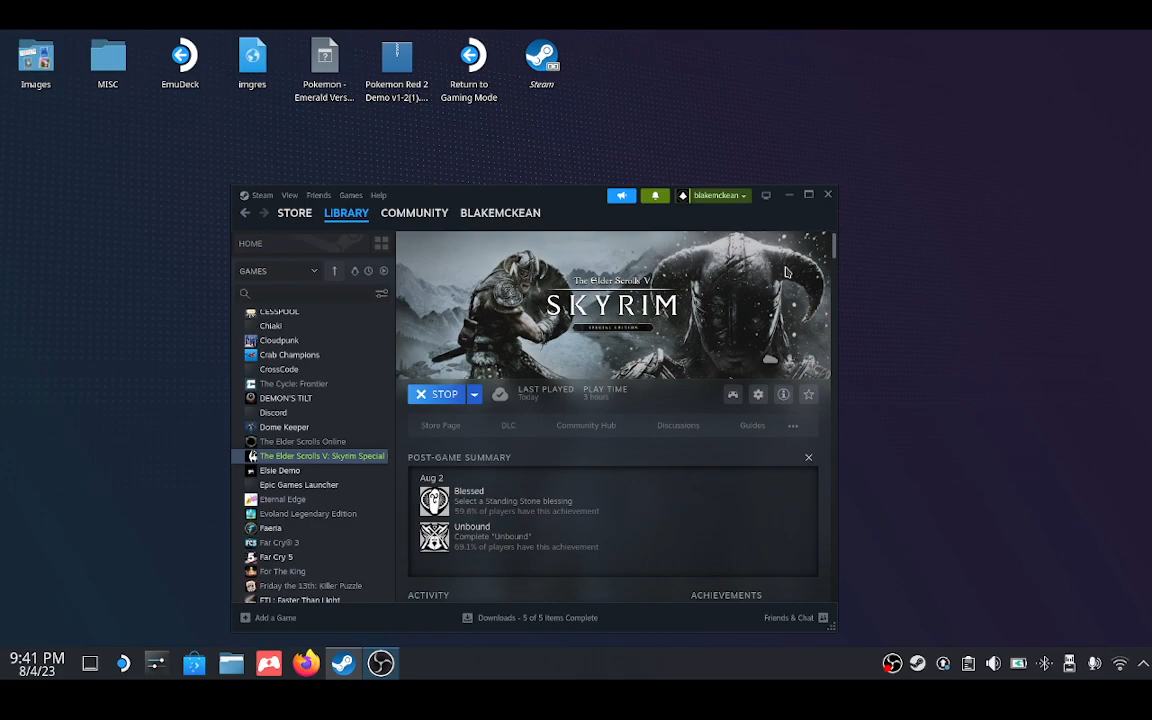 Images
MISC
EmuDeck
imgres
Pokemon -
Emerald Vers...
Pokemon Red 2
Demo v1-2(1)....
Return to
Gaming Mode
Steam
Steam View Friends Games Help
blakemckean
STORE LIBRARY COMMUNITY BLAKEMCKEAN
HOME
GAMES
CESSPOOL
Chiaki
Cloudpunk
Crab Champions
CrossCode
The Cycle: Frontier
DEMON'S TILT
Discord
Dome Keeper
The Elder Scrolls Online
The Elder Scrolls V: Skyrim Special
Elsie Demo
Epic Games Launcher
Eternal Edge
Evoland Legendary Edition
Faeria
Far Cry® 3
Far Cry 5
For The King
Friday the 13th: Killer Puzzle
FTL: Faster Than Light
The Elder Scrolls V
SKYRIM
SPECIAL EDITION
STOP
LAST PLAYED
Today
PLAY TIME
3 hours
Store Page DLC Community Hub Discussions Guides
POST-GAME SUMMARY
Aug 2
Blessed
Select a Standing Stone blessing
59.6% of players have this achievement
Unbound
Complete "Unbound"
69.1% of players have this achievement
ACTIVITY
ACHIEVEMENTS
Add a Game
Downloads - 5 of 5 Items Complete
Friends & Chat
9:41 PM
8/4/23